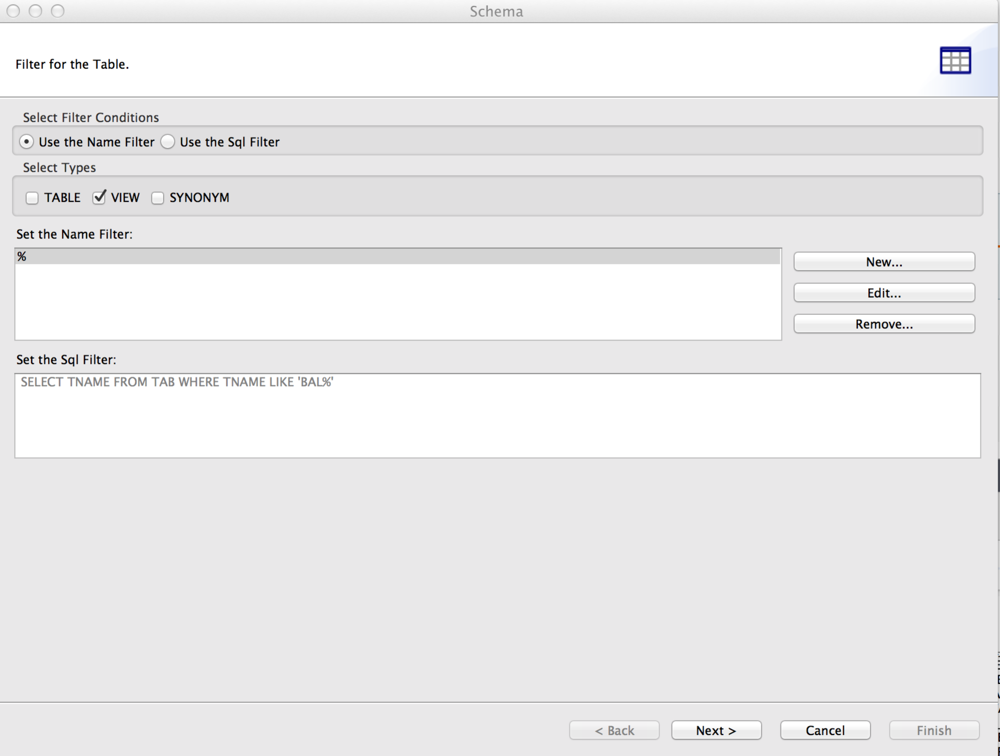 Schema
Filter for the Table.
Select Filter Conditions
Use the Name Filter Use the Sql Filter
Select Types
TABLE VIEW SYNONYM
Set the Name Filter:
%
New...
Edit...
Remove...
Set the Sql Filter:
SELECT TNAME FROM TAB WHERE TNAME LIKE 'BAL%'
< Back Next > Cancel Finish